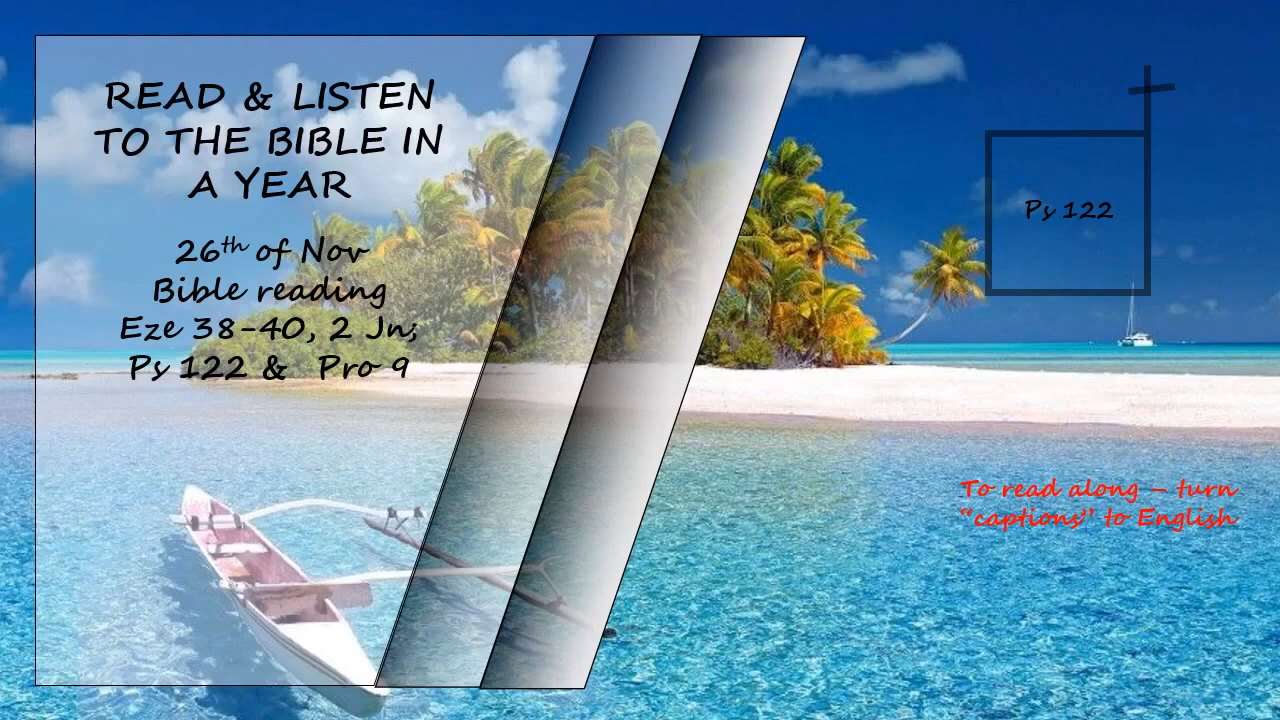 READ & LISTEN
TO THE BIBLE IN
A YEAR
26th of Nov
Bible reading
Eze 38-40, 2 Jn;
Ps 122 & Pro 9
Ps 122
To read along – turn
“captions” to English